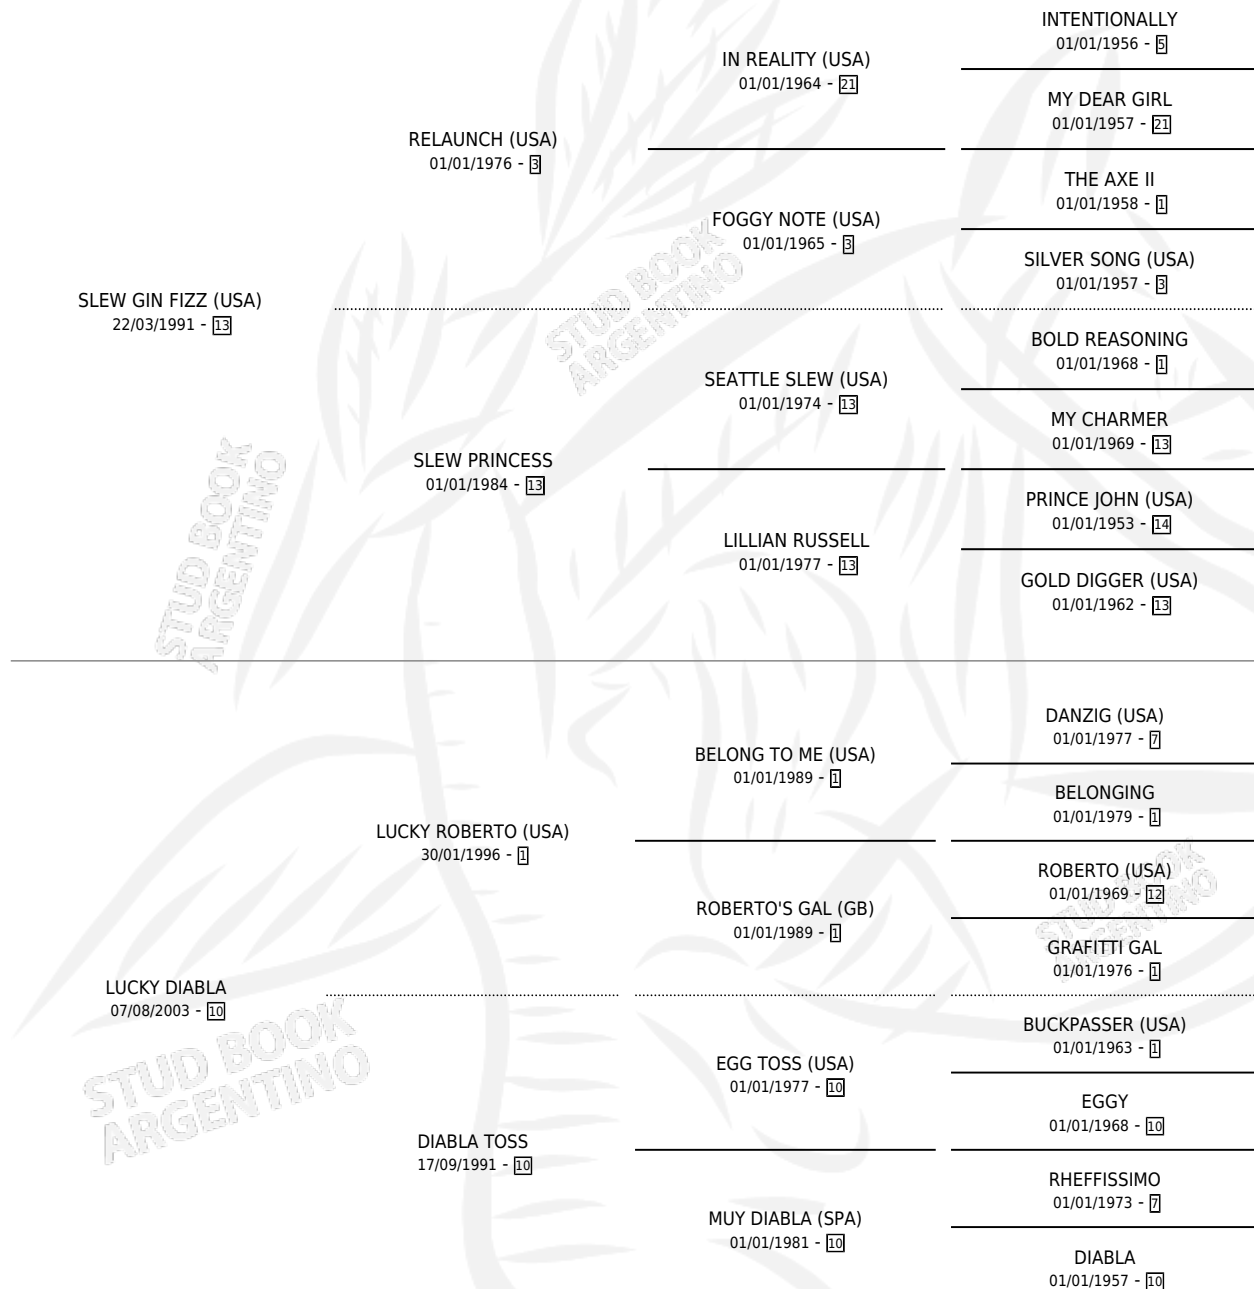 INTENTIONALLY
01/01/1956 - 5
IN REALITY (USA)
01/01/1964 - 21
MY DEAR GIRL
01/01/1957 - 21
RELAUNCH (USA)
01/01/1976 - 3
THE AXE II
01/01/1958 - 1
FOGGY NOTE (USA)
01/01/1965 - 3
SILVER SONG (USA)
01/01/1957 - 3
SLEW GIN FIZZ (USA)
22/03/1991 - 13
BOLD REASONING
01/01/1968 - 1
SEATTLE SLEW (USA)
01/01/1974 - 13
MY CHARMER
01/01/1969 - 13
SLEW PRINCESS
01/01/1984 - 13
PRINCE JOHN (USA)
01/01/1953 - 14
LILLIAN RUSSELL
01/01/1977 - 13
GOLD DIGGER (USA)
01/01/1962 - 13
DANZIG (USA)
01/01/1977 - 7
BELONG TO ME (USA)
01/01/1989 - 1
BELONGING
01/01/1979 - 1
LUCKY ROBERTO (USA)
30/01/1996 - 1
ROBERTO (USA)
01/01/1969 - 12
ROBERTO'S GAL (GB)
01/01/1989 - 1
GRAFITTI GAL
01/01/1976 - 1
LUCKY DIABLA
07/08/2003 - 10
BUCKPASSER (USA)
01/01/1963 - 1
EGG TOSS (USA)
01/01/1977 - 10
EGGY
01/01/1968 - 10
DIABLA TOSS
17/09/1991 - 10
RHEFFISSIMO
01/01/1973 - 7
MUY DIABLA (SPA)
01/01/1981 - 10
DIABLA
01/01/1957 - 10
STUD BOOK
ARGENTINO
STUD BOOK
ARGENTINO
STUD BOOK
ARGENTINO
STUD BOOK
ARGENTINO